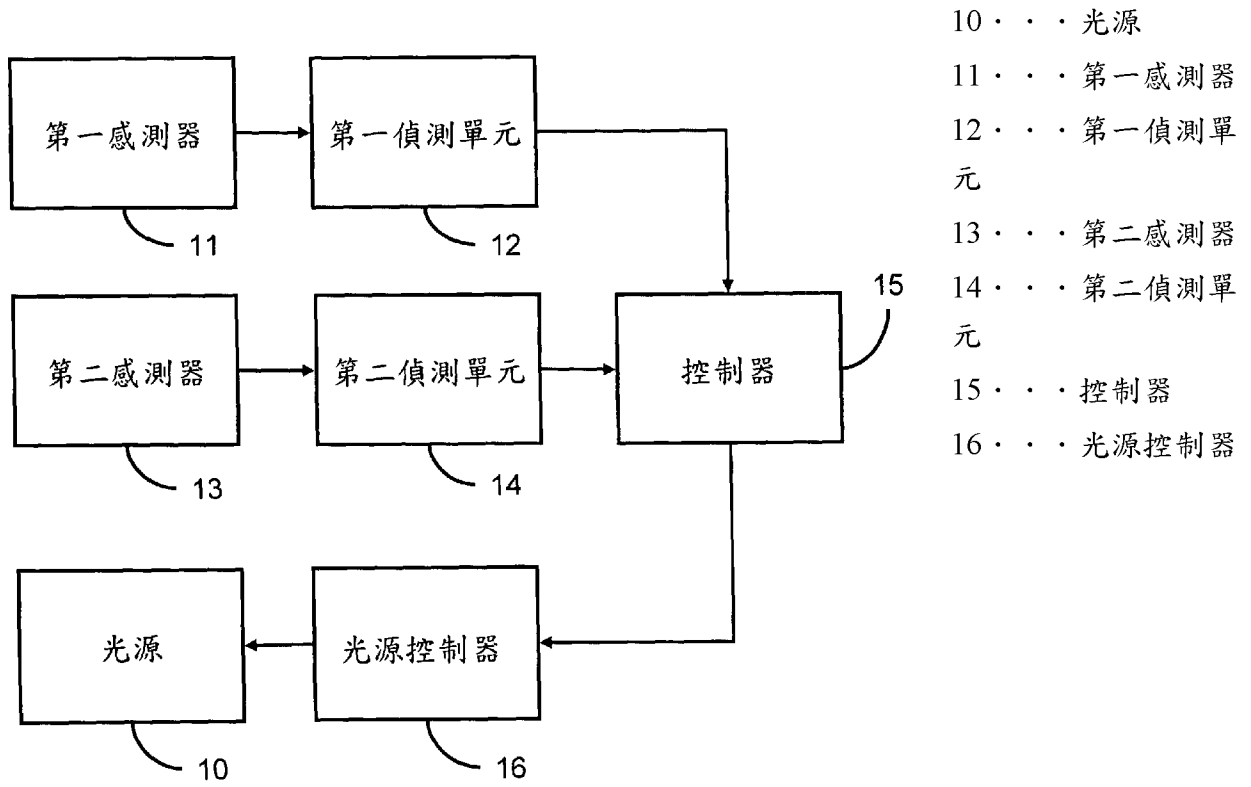 第一感測器
第一偵測單元
11
12
第二感測器
第二偵測單元
控制器
15
13
14
光源
光源控制器
10
16
10・・・光源
11・・・第一感測器
12・・・第一偵測單
元
13・・・第二感測器
14・・・第二偵測單
元
15・・・控制器
16・・・光源控制器